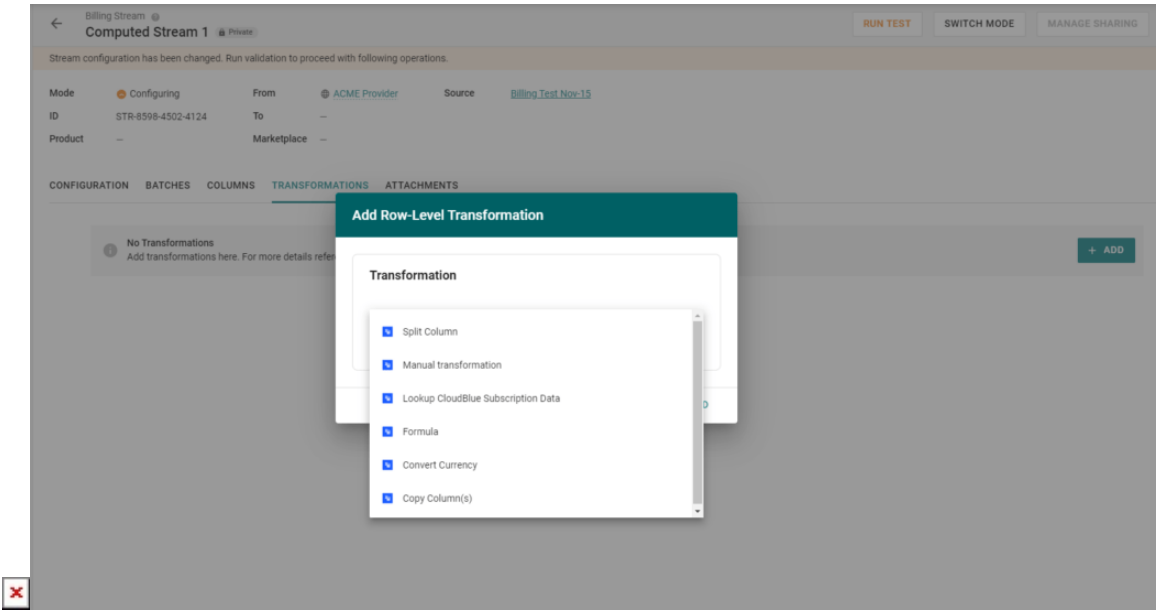 Billing Stream
Computed Stream 1 Private
RUN TEST SWITCH MODE MANAGE SHARING
Stream configuration has been changed. Run validation to proceed with following operations.
Mode Configuring From ACME Provider Source Billing Test Nov-15
ID STR-8598-4502-4124 To –
Product – Marketplace –
CONFIGURATION BATCHES COLUMNS TRANSFORMATIONS ATTACHMENTS
Add Row-Level Transformation
No Transformations
Add transformations here. For more details refer
+ ADD
Transformation
Split Column
Manual transformation
Lookup CloudBlue Subscription Data
Formula
Convert Currency
Copy Column(s)